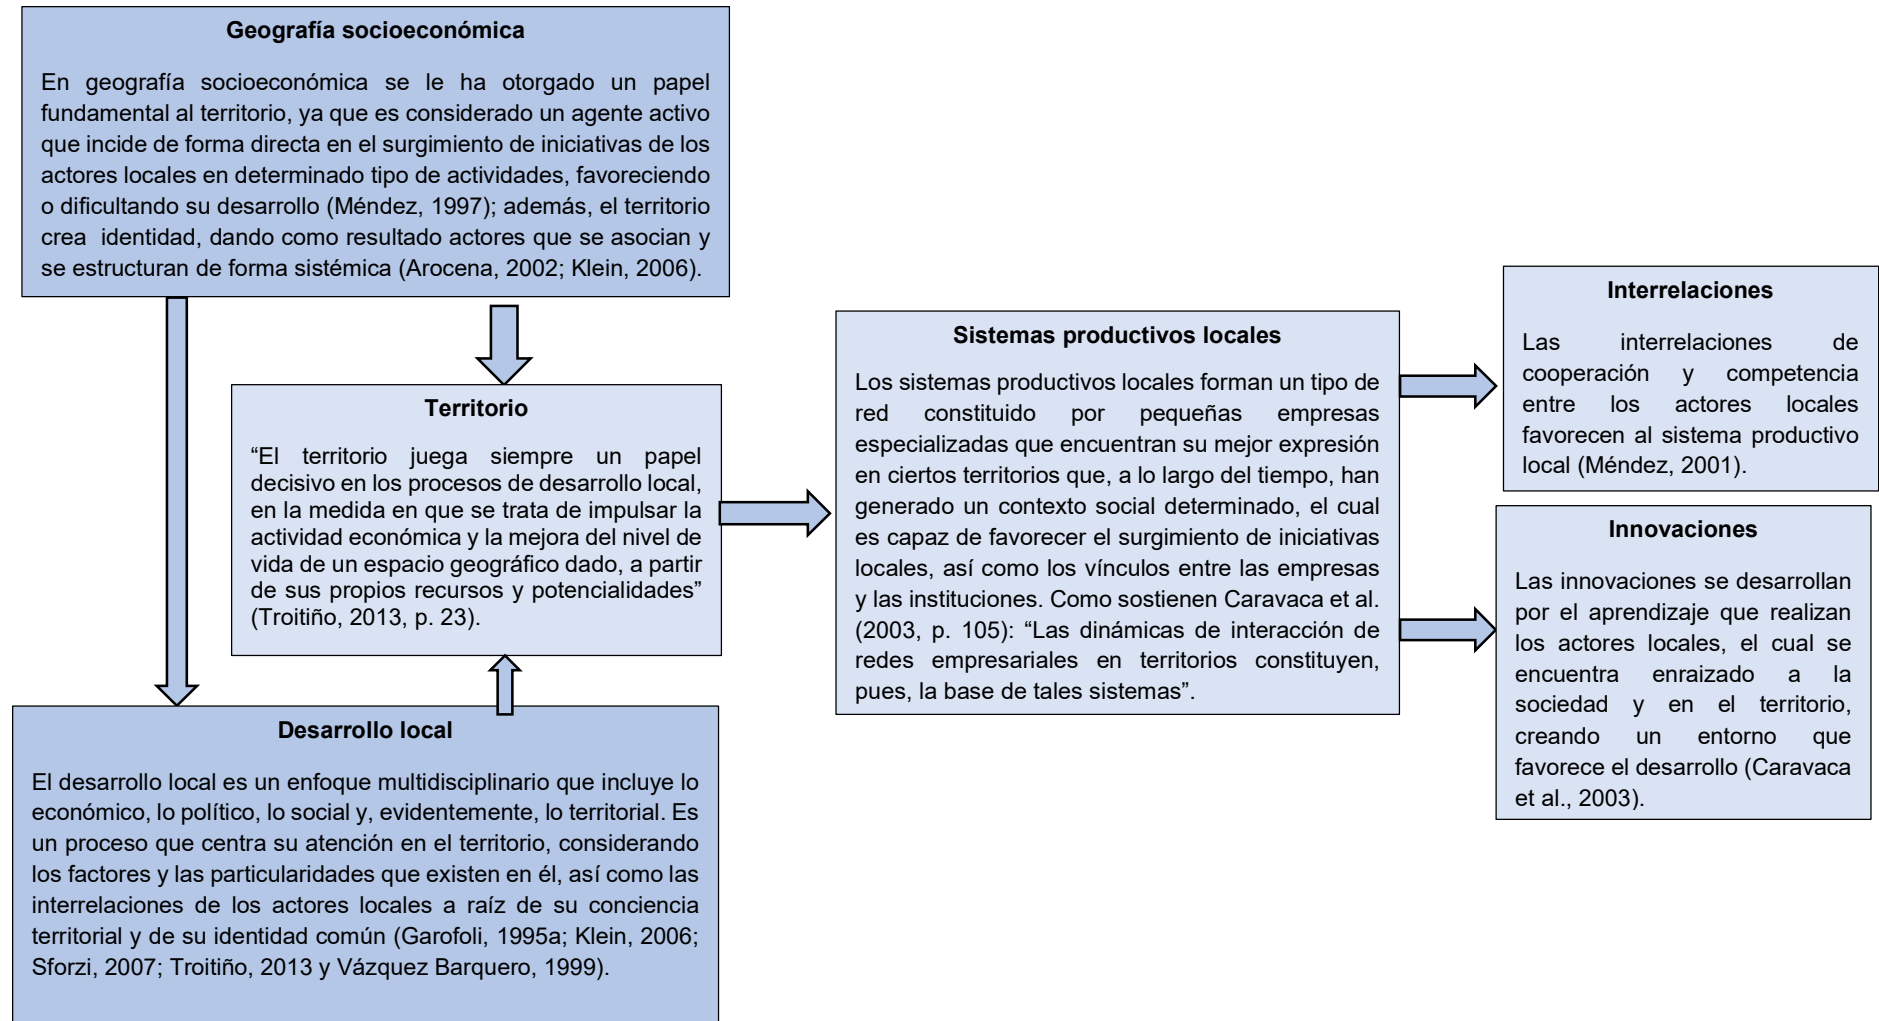 Geografía socioeconómica
En geografía socioeconómica se le ha otorgado un papel
fundamental al territorio, ya que es considerado un agente activo
que incide de forma directa en el surgimiento de iniciativas de los
actores locales en determinado tipo de actividades, favoreciendo
o dificultando su desarrollo (Méndez, 1997); además, el territorio
crea identidad, dando como resultado actores que se asocian y
se estructuran de forma sistémica (Arocena, 2002; Klein, 2006).
Territorio
“El territorio juega siempre un papel
decisivo en los procesos de desarrollo local,
en la medida en que se trata de impulsar la
actividad económica y la mejora del nivel de
vida de un espacio geográfico dado, a partir
de sus propios recursos y potencialidades”
(Troitiño, 2013, p. 23).
Desarrollo local
El desarrollo local es un enfoque multidisciplinario que incluye lo
económico, lo político, lo social y, evidentemente, lo territorial. Es
un proceso que centra su atención en el territorio, considerando
los factores y las particularidades que existen en él, así como las
interrelaciones de los actores locales a raíz de su conciencia
territorial y de su identidad común (Garofoli, 1995a; Klein, 2006;
Sforzi, 2007; Troitiño, 2013 y Vázquez Barquero, 1999).
Sistemas productivos locales
Los sistemas productivos locales forman un tipo de
red constituido por pequeñas empresas
especializadas que encuentran su mejor expresión
en ciertos territorios que, a lo largo del tiempo, han
generado un contexto social determinado, el cual
es capaz de favorecer el surgimiento de iniciativas
locales, así como los vínculos entre las empresas
y las instituciones. Como sostienen Caravaca et al.
(2003, p. 105): “Las dinámicas de interacción de
redes empresariales en territorios constituyen,
pues, la base de tales sistemas”.
Interrelaciones
Las interrelaciones de
cooperación y competencia
entre los actores locales
favorecen al sistema productivo
local (Méndez, 2001).
Innovaciones
Las innovaciones se desarrollan
por el aprendizaje que realizan
los actores locales, el cual se
encuentra enraizado a la
sociedad y en el territorio,
creando un entorno que
favorece el desarrollo (Caravaca
et al., 2003).